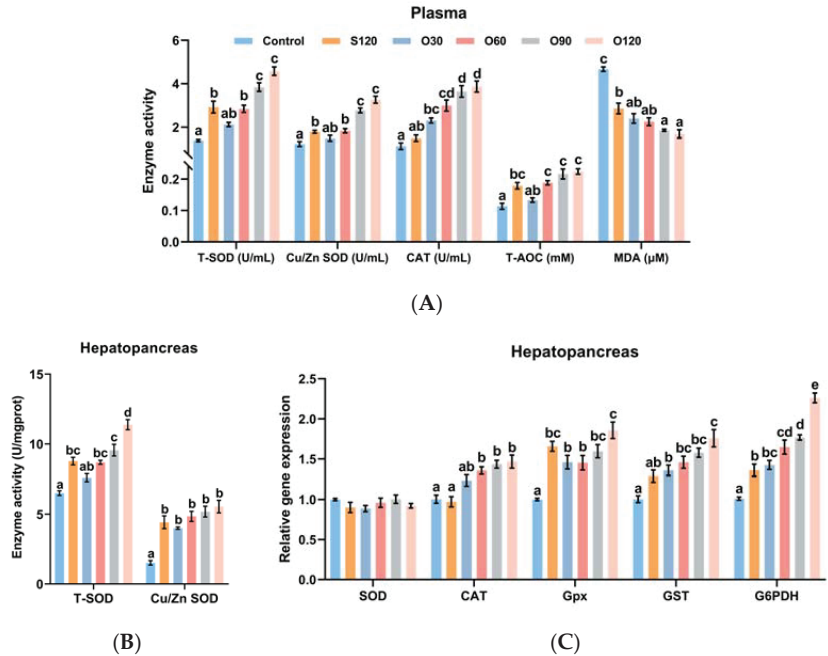 Plasma
Control S120 O30 O60 O90 O120
Enzyme activity
6
4
2
0.2
0.1
0.0
a b ab b c c
a b ab b c c
a ab bc cd d d
a bc ab c c c
c b ab ab a a
T-SOD (U/mL) Cu/Zn SOD (U/mL) CAT (U/mL) T-AOC (mM) MDA (μM)
(A)
Hepatopancreas
Enzyme activity (U/mgprot)
15
10
5
0
a bc ab bc c d
a b b b b b
T-SOD Cu/Zn SOD
(B)
Hepatopancreas
Relative gene expression
2.5
2.0
1.5
1.0
0.5
0.0
a a ab b b b
a bc b b bc c
a ab b bc bc c
a b bc cd d e
SOD CAT Gpx GST G6PDH
(C)